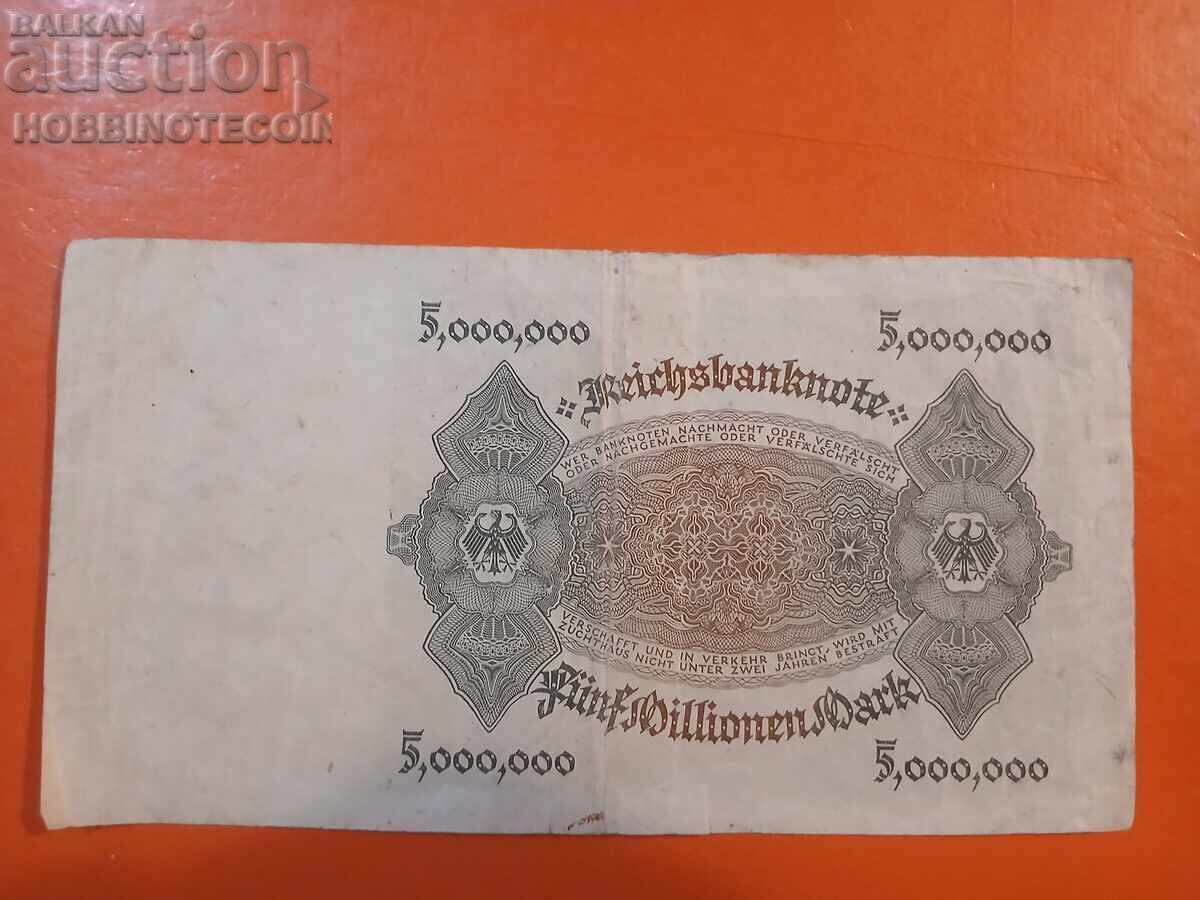 BALKAN
auction
HOBBINOTECOIN
5,000,000
5,000,000
Reichsbanknote
WER BANKNOTEN NACHMACHT ODER VERFÄLSCHT
ODER NACHGEMACHTE ODER VERFÄLSCHTE SICH
VERSCHAFFT UND IN VERKEHR BRINGT, WIRD MIT
ZUCHTHAUS NICHT UNTER ZWEI JAHREN BESTRAFT
Fünf Millionen Mark
5,000,000
5,000,000